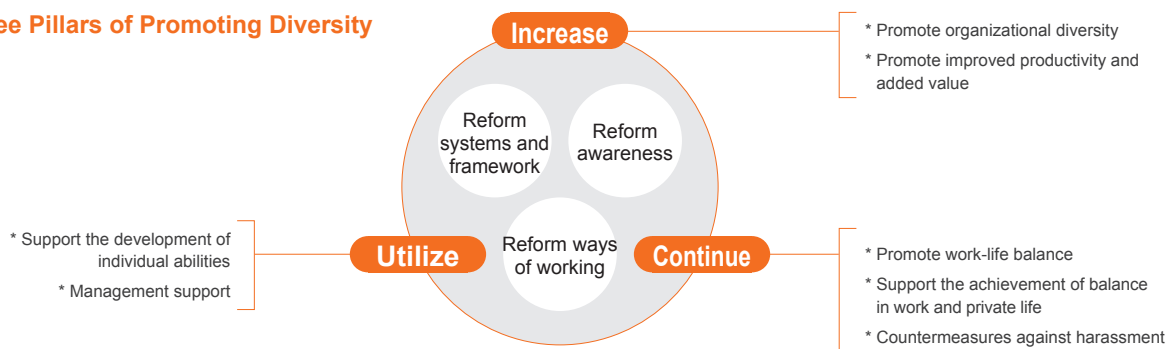 ee Pillars of Promoting Diversity
Increase
* Promote organizational diversity
* Promote improved productivity and
added value
Reform
systems and
framework
Reform
awareness
* Support the development of
individual abilities
* Management support
Utilize
Reform ways
of working
Continue
* Promote work-life balance
* Support the achievement of balance
in work and private life
* Countermeasures against harassment